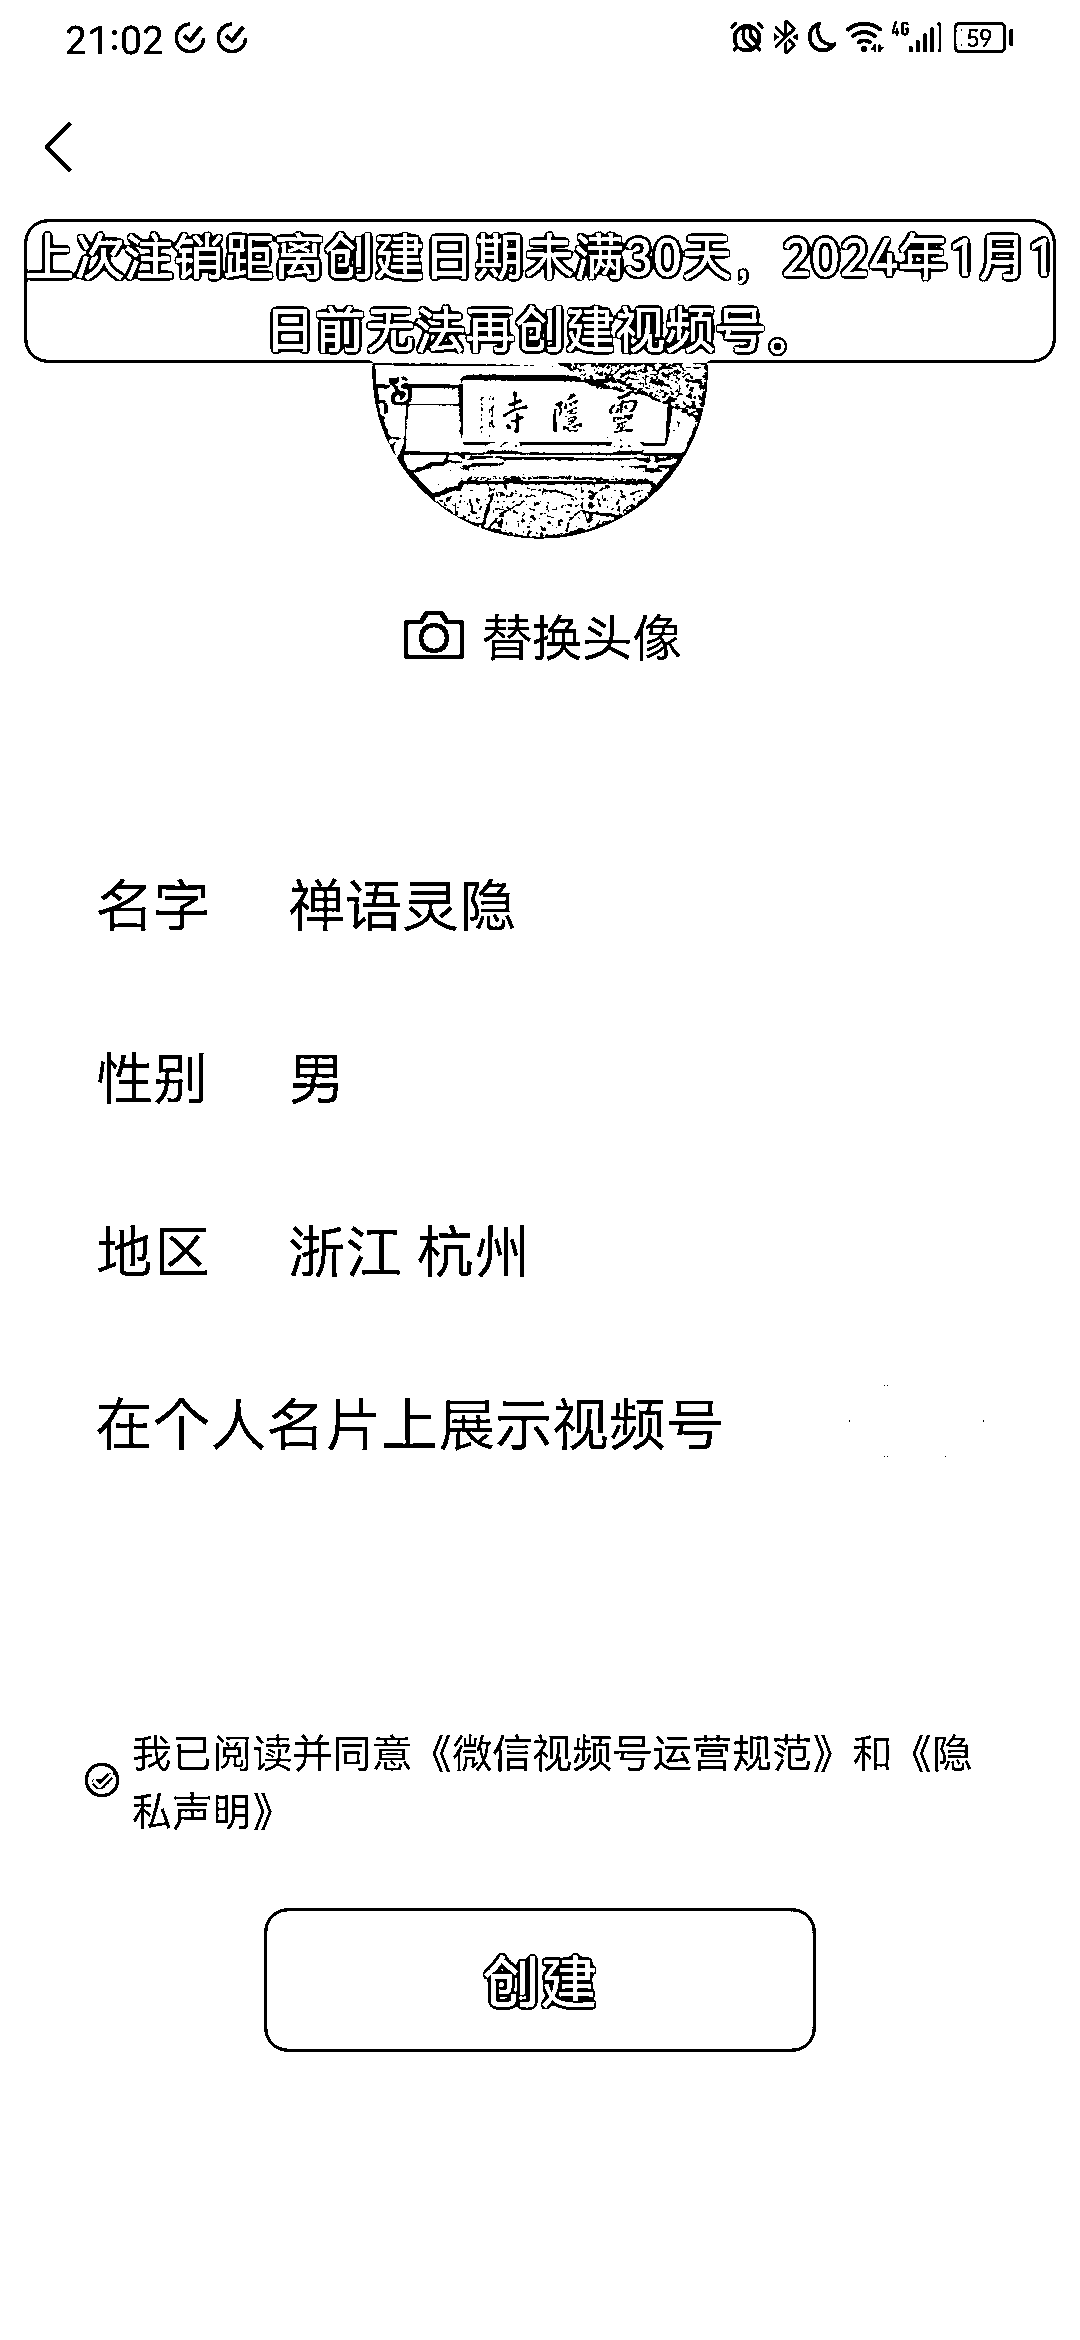 21:02
4G
59
上次注销距离创建日期未满30天，2024年1月1
日前无法再创建视频号。
寺隱靈
替换头像
名字 禅语灵隐
性别 男
地区 浙江 杭州
在个人名片上展示视频号
我已阅读并同意《微信视频号运营规范》和《隐
私声明》
创建